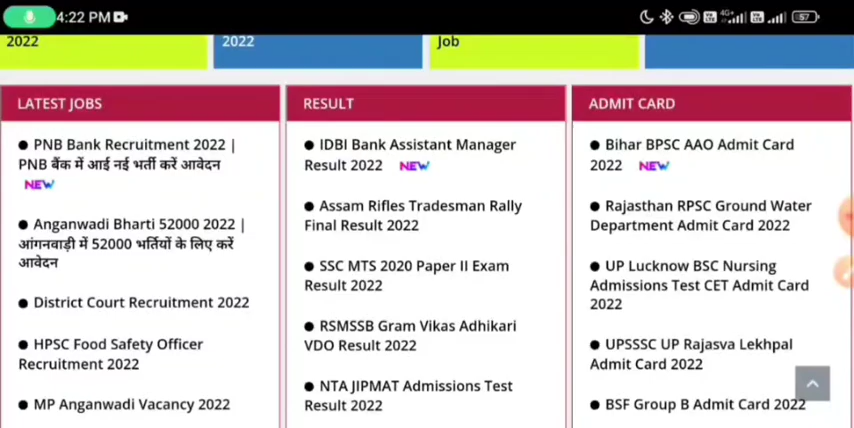 4:22 PM
4G+
57
2022
2022
Job
LATEST JOBS
● PNB Bank Recruitment 2022 |
PNB बैंक में आई नई भर्ती करें आवेदन
NEW
● Anganwadi Bharti 52000 2022 |
आंगनवाड़ी में 52000 भर्तियों के लिए करें
आवेदन
● District Court Recruitment 2022
● HPSC Food Safety Officer
Recruitment 2022
● MP Anganwadi Vacancy 2022
RESULT
● IDBI Bank Assistant Manager
Result 2022 NEW
● Assam Rifles Tradesman Rally
Final Result 2022
● SSC MTS 2020 Paper II Exam
Result 2022
● RSMSSB Gram Vikas Adhikari
VDO Result 2022
● NTA JIPMAT Admissions Test
Result 2022
ADMIT CARD
● Bihar BPSC AAO Admit Card
2022 NEW
● Rajasthan RPSC Ground Water
Department Admit Card 2022
● UP Lucknow BSC Nursing
Admissions Test CET Admit Card
2022
● UPSSSC UP Rajasva Lekhpal
Admit Card 2022
● BSF Group B Admit Card 2022